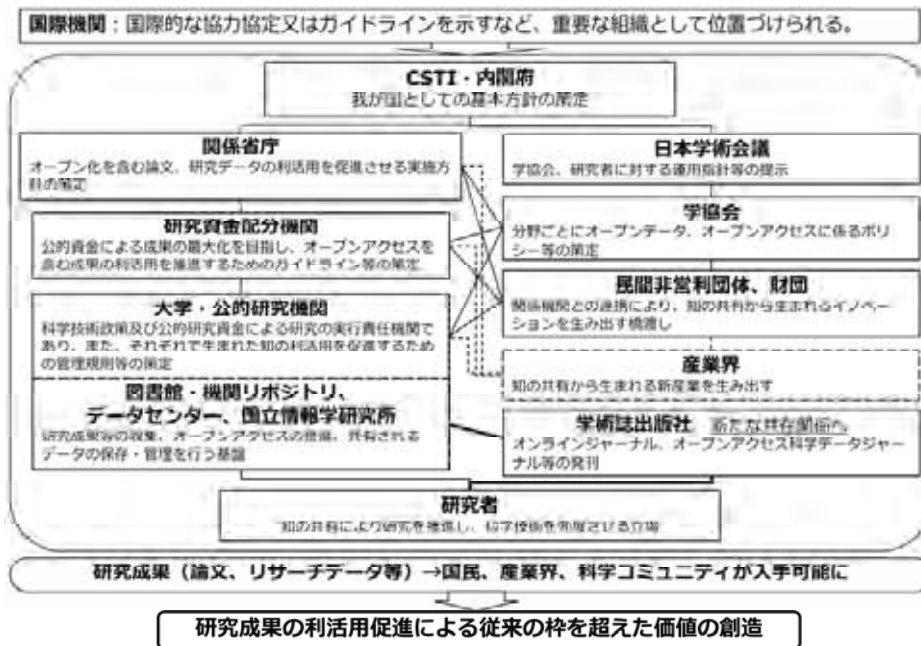 国際機関：国際的な協力協定又はガイドラインを示すなど、重要な組織として位置づけられる。
CSTI・内閣府
我が国としての基本方針の策定
関係省庁
オープン化を含む論文、研究データの利活用を促進させる実施方
針の策定
研究資金配分機関
公的資金による成果の最大化を目指し、オープンアクセスを
含む成果の利活用を推進するためのガイドライン等の策定
大学・公的研究機関
科学技術政策及び公的研究資金による研究の実行責任機関で
あり、また、それぞれで生まれた知の利活用を促進するため
の管理規則等の策定
図書館・機関リポジトリ、
データセンター、国立情報学研究所
研究成果等の収集、オープンアクセスの推進、共有される
データの保存・管理を行う基盤
日本学術会議
学協会、研究者に対する運用指針等の提示
学協会
分野ごとにオープンデータ、オープンアクセスに係るポリ
シー等の策定
民間非営利団体、財団
関係機関との連携により、知の共有から生まれるイノベー
ションを生み出す橋渡し
産業界
知の共有から生まれる新産業を生み出す
学術誌出版社 新たな共存関係へ
オンラインジャーナル、オープンアクセス科学データジャ
ーナル等の発刊
研究者
知の共有により研究を推進し、科学技術を発展させる立場
研究成果（論文、リサーチデータ等）→国民、産業界、科学コミュニティが入手可能に
研究成果の利活用促進による従来の枠を超えた価値の創造